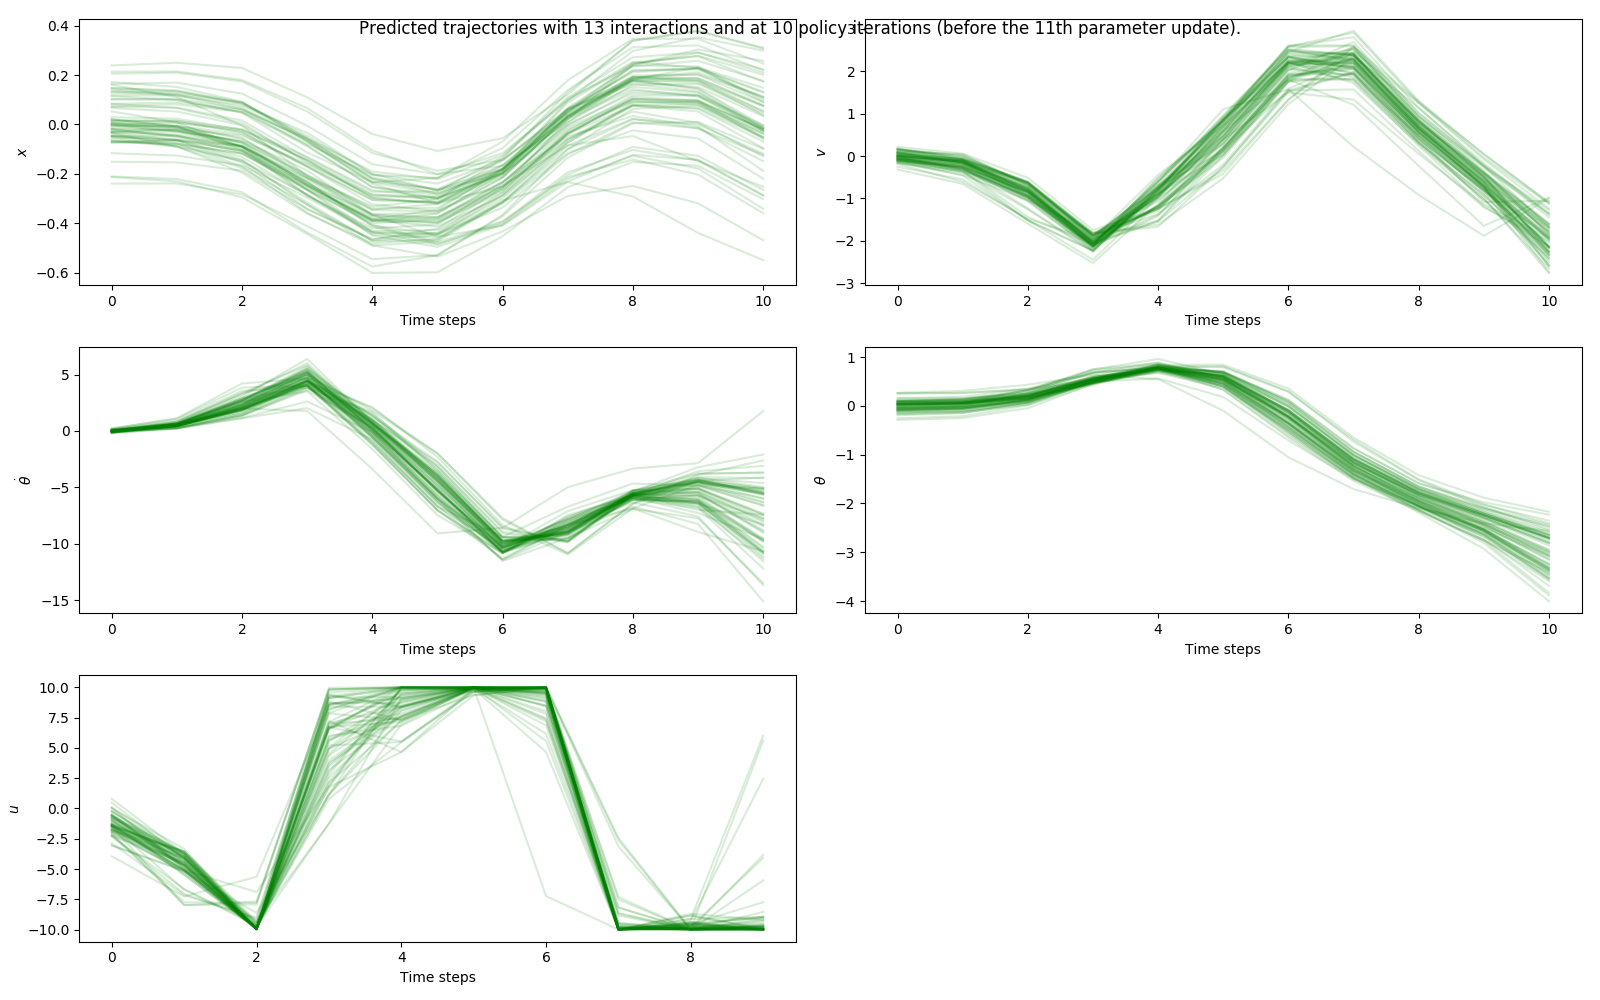 Predicted trajectories with 13 interactions and at 10 policy iterations (before the 11th parameter update).
0.4
0.2
0.0
−0.2
−0.4
−0.6
x
0 2 4 6 8 10
Time steps
3
2
1
0
−1
−2
−3
v
0 2 4 6 8 10
Time steps
5
0
−5
−10
−15
θ̇
0 2 4 6 8 10
Time steps
1
0
−1
−2
−3
−4
θ
0 2 4 6 8 10
Time steps
10.0
7.5
5.0
2.5
0.0
−2.5
−5.0
−7.5
−10.0
u
0 2 4 6 8
Time steps